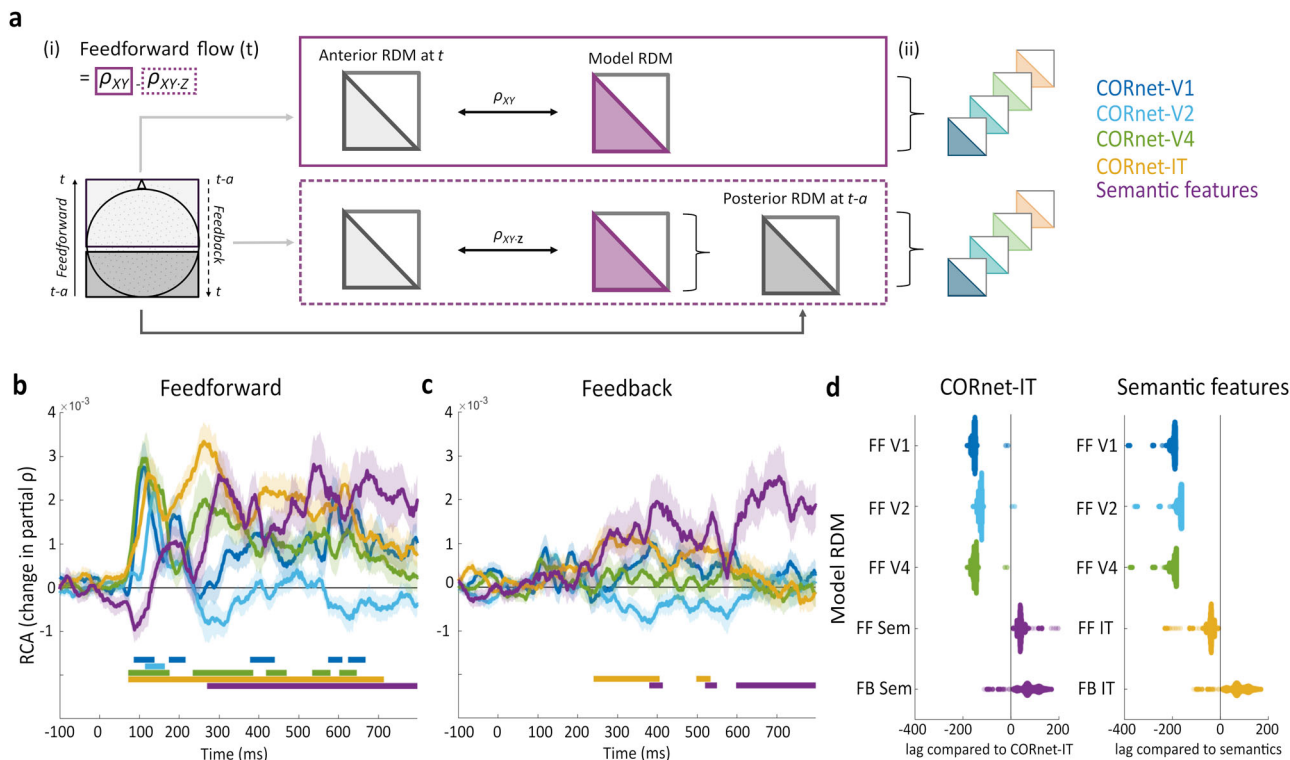 a
(i) Feedforward flow (t)
= ρXY - ρXY·Z
Anterior RDM at t
Model RDM
ρXY
(ii)
CORnet-V1
CORnet-V2
CORnet-V4
CORnet-IT
Semantic features
t
t-a
Feedforward
Feedback
t-a
t
Posterior RDM at t-a
ρXY·Z
b
Feedforward
×10⁻³
4
3
2
1
0
-1
RCA (change in partial ρ)
-100 0 100 200 300 400 500 600 700
Time (ms)
c
Feedback
×10⁻³
4
3
2
1
0
-1
-100 0 100 200 300 400 500 600 700
Time (ms)
d
CORnet-IT
Semantic features
Model RDM
FF V1
FF V2
FF V4
FF Sem
FB Sem
-400 -200 0 200
lag compared to CORnet-IT
FF V1
FF V2
FF V4
FF IT
FB IT
-400 -200 0 200
lag compared to semantics